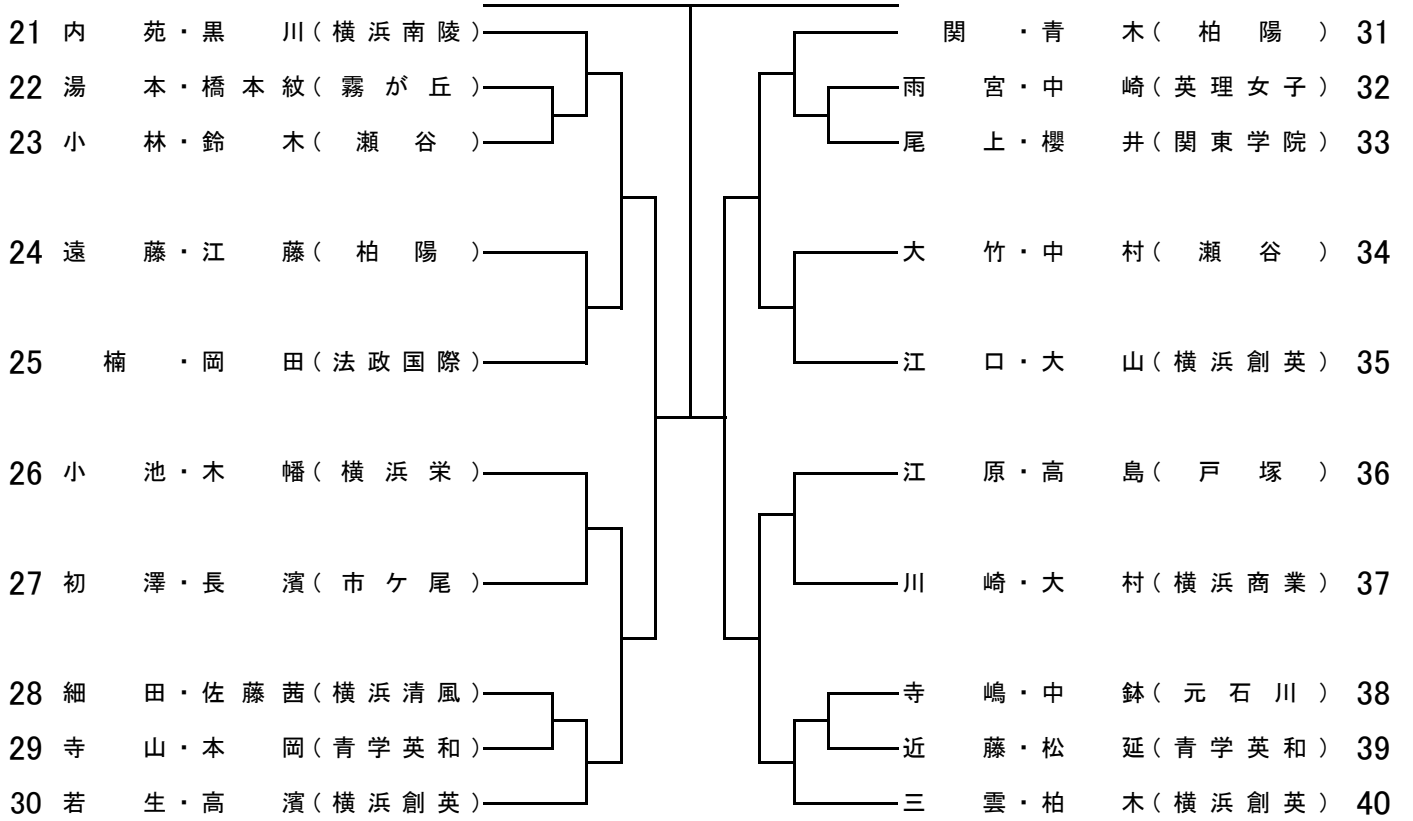 21 内苑・黒川(横浜南陵)
22 湯本・橋本紋(霧が丘)
23 小林・鈴木(瀬谷)
24 遠藤・江藤(柏陽)
25 楠・岡田(法政国際)
26 小池・木幡(横浜栄)
27 初澤・長濱(市ケ尾)
28 細田・佐藤茜(横浜清風)
29 寺山・本岡(青学英和)
30 若生・高濱(横浜創英)
関・青木(柏陽) 31
雨宮・中崎(英理女子) 32
尾上・櫻井(関東学院) 33
大竹・中村(瀬谷) 34
江口・大山(横浜創英) 35
江原・高島(戸塚) 36
川崎・大村(横浜商業) 37
寺嶋・中鉢(元石川) 38
近藤・松延(青学英和) 39
三雲・柏木(横浜創英) 40